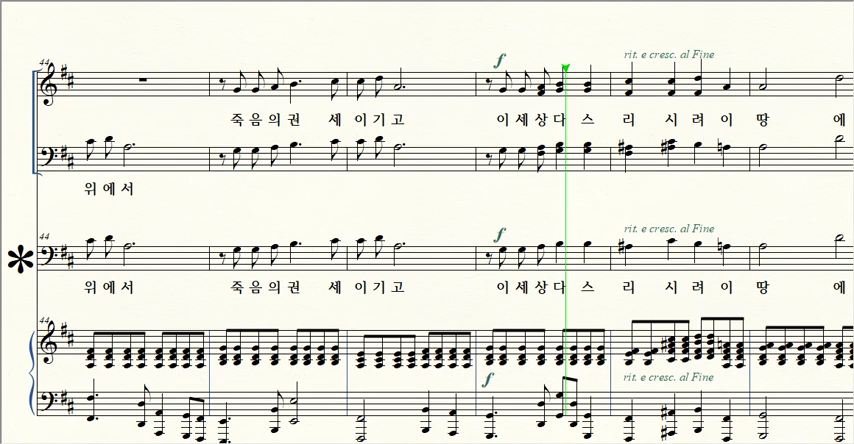 44
f
rit. e cresc. al Fine
죽 음 의 권 세 이 기 고 이 세 상 다 스 리 시 려 이 땅 에
위 에 서
44
f
rit. e cresc. al Fine
위 에 서 죽 음 의 권 세 이 기 고 이 세 상 다 스 리 시 려 이 땅 에
44
f
rit. e cresc. al Fine